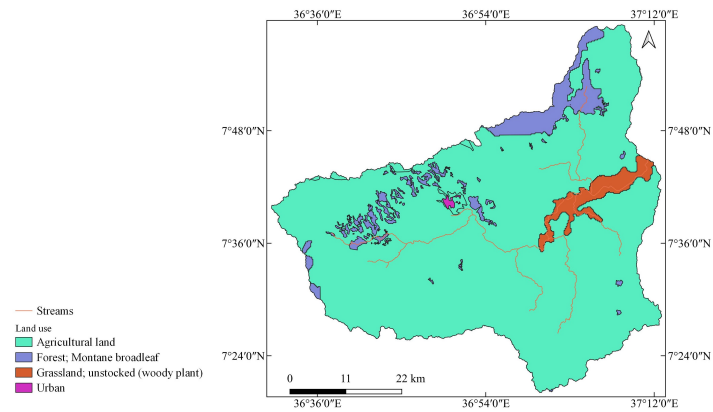 36°36′0″E 36°54′0″E 37°12′0″E
7°48′0″N 7°48′0″N
7°36′0″N 7°36′0″N
Streams
Land use
Agricultural land
Forest; Montane broadleaf
7°24′0″N 7°24′0″N
Grassland; unstocked (woody plant)
0 11 22 km
Urban
36°36′0″E 36°54′0″E 37°12′0″E